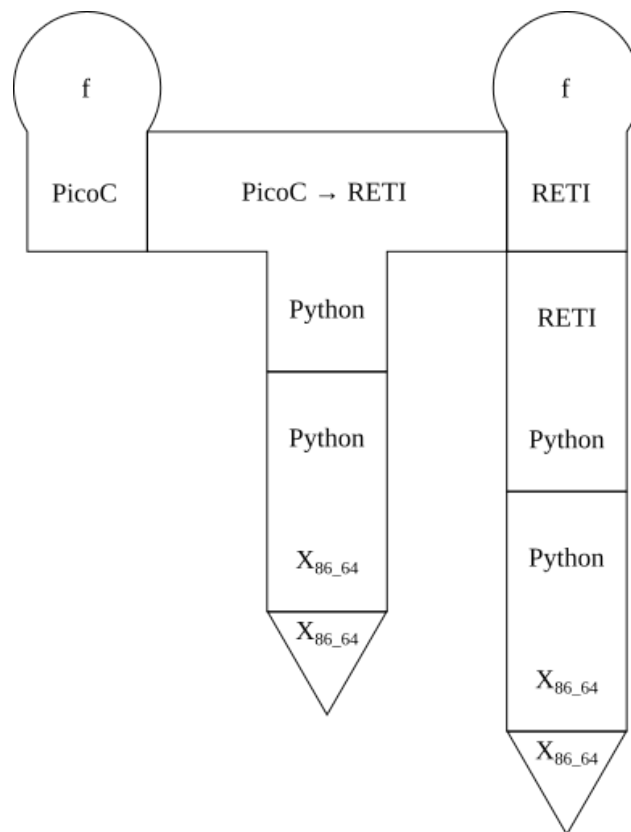 f
f
PicoC
PicoC → RETI
RETI
Python
RETI
Python
Python
X86_64
Python
X86_64
X86_64
X86_64